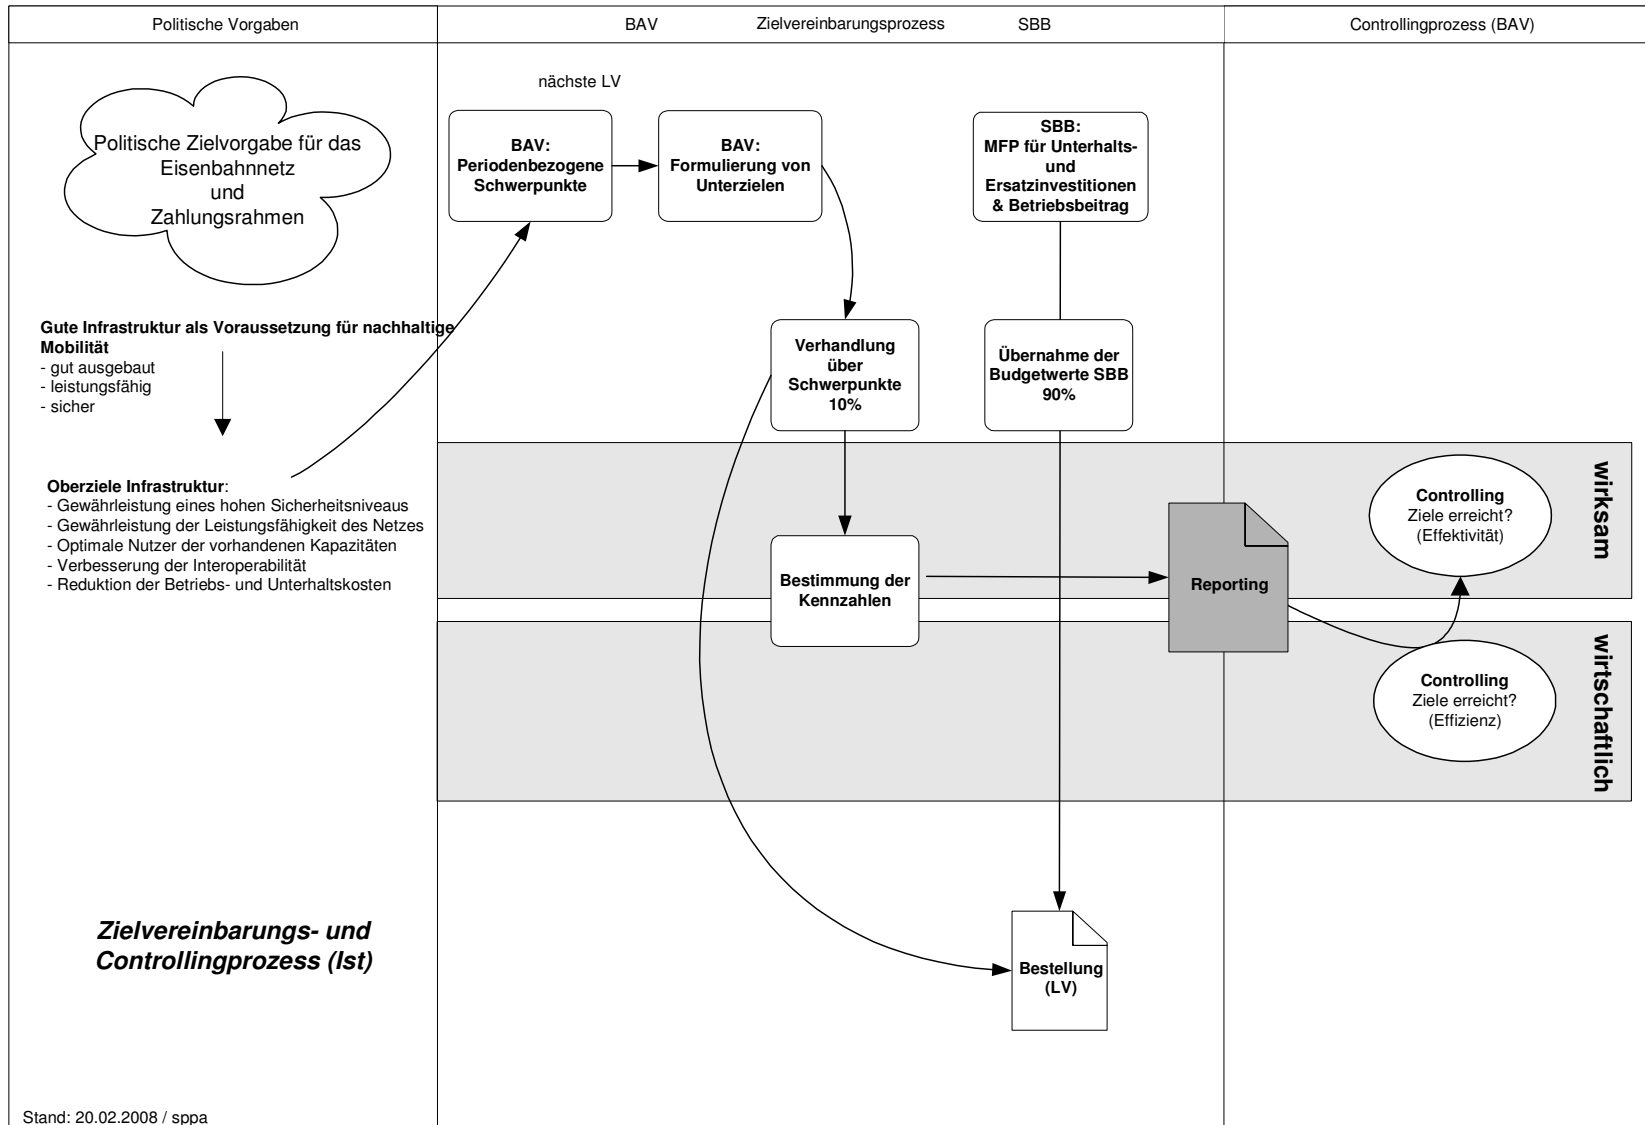 Politische Vorgaben
BAV
Zielvereinbarungsprozess
SBB
Controllingprozess (BAV)
Politische Zielvorgabe für das
Eisenbahnnetz
und
Zahlungsrahmen
Gute Infrastruktur als Voraussetzung für nachhaltige
Mobilität
- gut ausgebaut
- leistungsfähig
- sicher
Oberziele Infrastruktur:
- Gewährleistung eines hohen Sicherheitsniveaus
- Gewährleistung der Leistungsfähigkeit des Netzes
- Optimale Nutzer der vorhandenen Kapazitäten
- Verbesserung der Interoperabilität
- Reduktion der Betriebs- und Unterhaltskosten
Zielvereinbarungs- und
Controllingprozess (Ist)
Stand: 20.02.2008 / sppa
nächste LV
BAV:
Periodenbezogene
Schwerpunkte
BAV:
Formulierung von
Unterzielen
SBB:
MFP für Unterhalts-
und
Ersatzinvestitionen
& Betriebsbeitrag
Verhandlung
über
Schwerpunkte
10%
Übernahme der
Budgetwerte SBB
90%
Bestimmung der
Kennzahlen
Reporting
Bestellung
(LV)
Controlling
Ziele erreicht?
(Effektivität)
wirksam
Controlling
Ziele erreicht?
(Effizienz)
wirtschaftlich